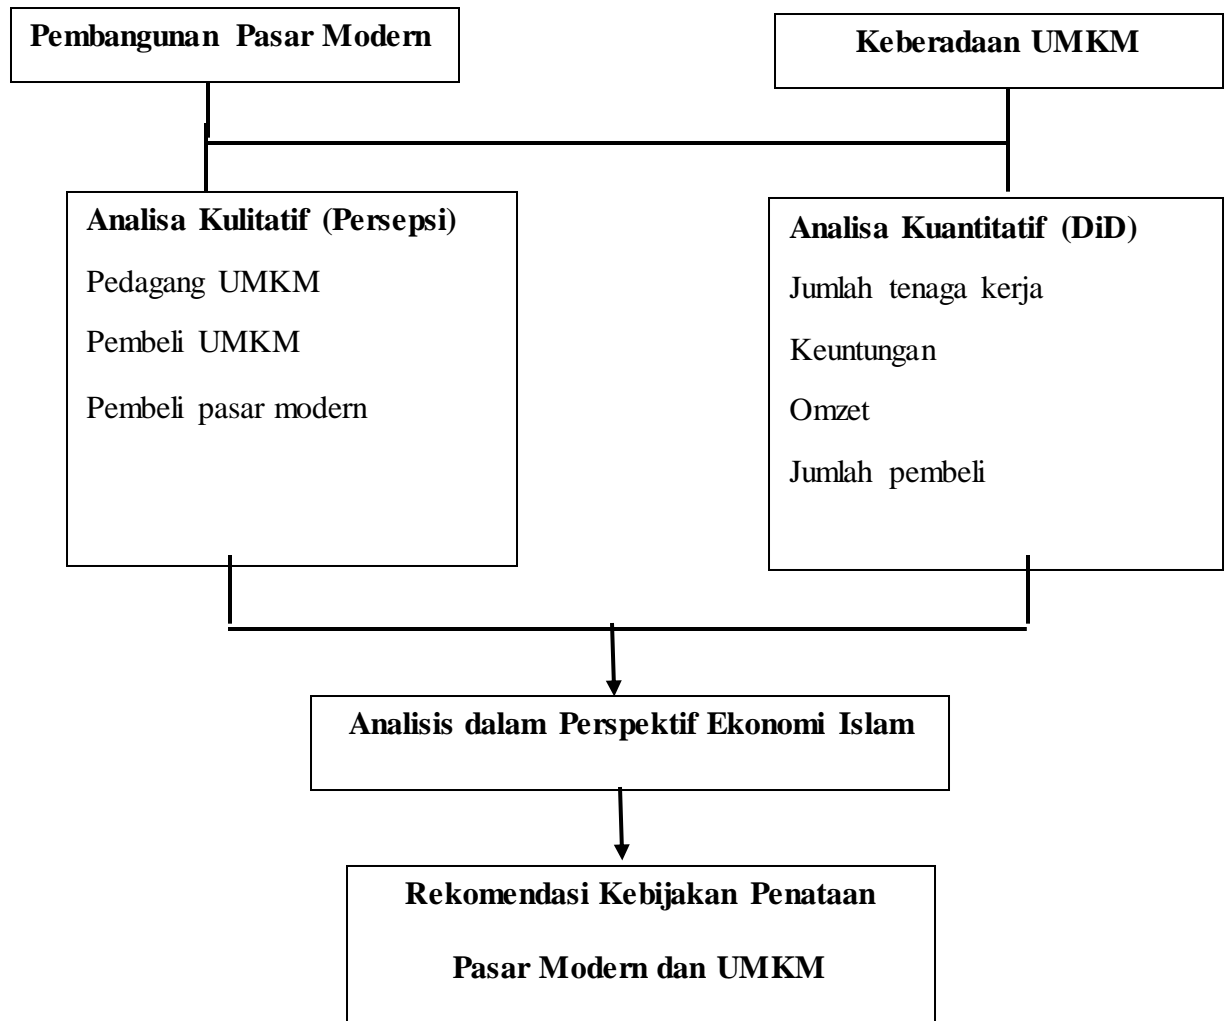 Pembangunan Pasar Modern
Keberadaan UMKM
Analisa Kulitatif (Persepsi)
Pedagang UMKM
Pembeli UMKM
Pembeli pasar modern
Analisa Kuantitatif (DiD)
Jumlah tenaga kerja
Keuntungan
Omzet
Jumlah pembeli
Analisis dalam Perspektif Ekonomi Islam
Rekomendasi Kebijakan Penataan
Pasar Modern dan UMKM